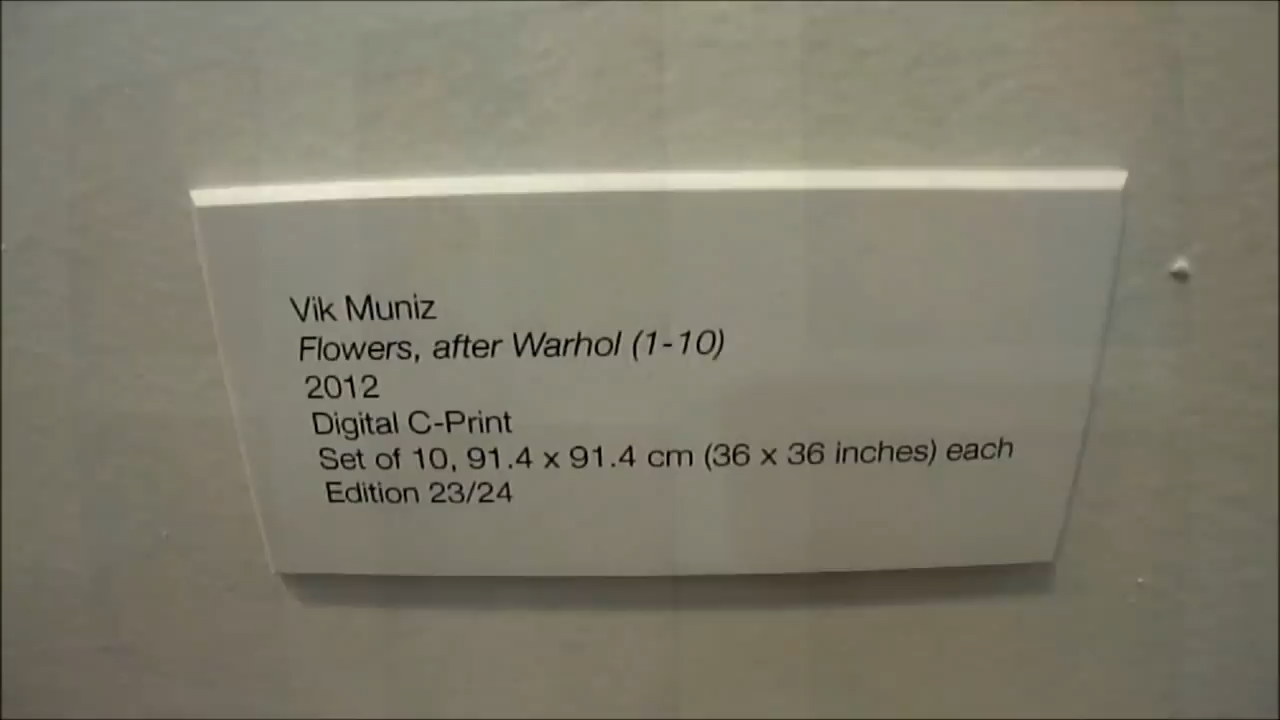 Vik Muniz
Flowers, after Warhol (1-10)
2012
Digital C-Print
Set of 10, 91.4 x 91.4 cm (36 x 36 inches) each
Edition 23/24